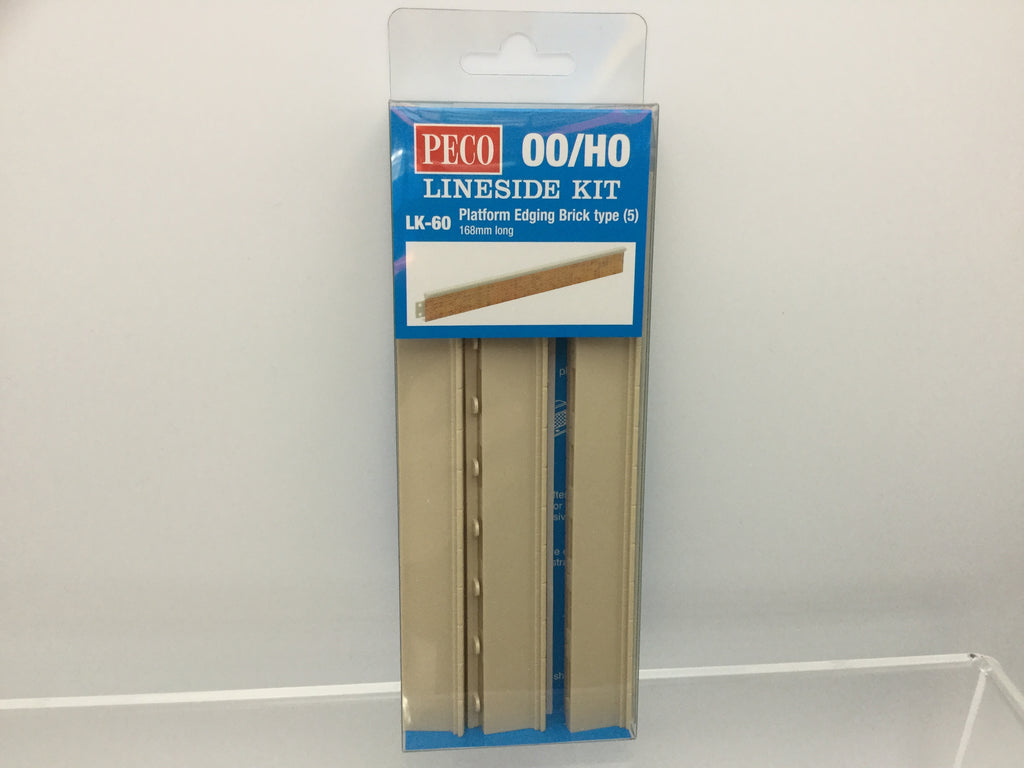 PECO OO/HO
LINESIDE KIT
LK-60 Platform Edging Brick type (5)
168mm long